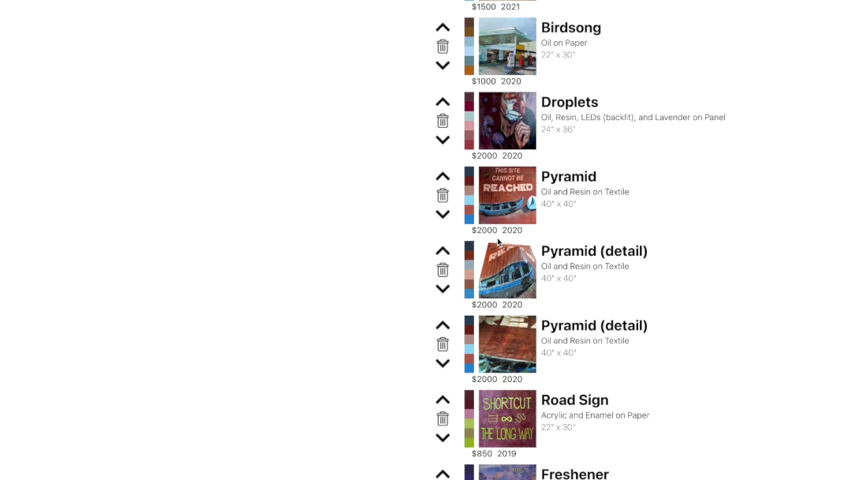 $1500 2021
Birdsong
Oil on Paper
22" x 30"
$1000 2020
Droplets
Oil, Resin, LEDs (backlit), and Lavender on Panel
24" x 36"
$2000 2020
THIS SITE
CANNOT BE
REACHED
Pyramid
Oil and Resin on Textile
40" x 40"
$2000 2020
Pyramid (detail)
Oil and Resin on Textile
40" x 40"
$2000 2020
Pyramid (detail)
Oil and Resin on Textile
40" x 40"
$2000 2020
SHORTCUT
THE LONG WAY
Road Sign
Acrylic and Enamel on Paper
22" x 30"
$850 2019
Freshener